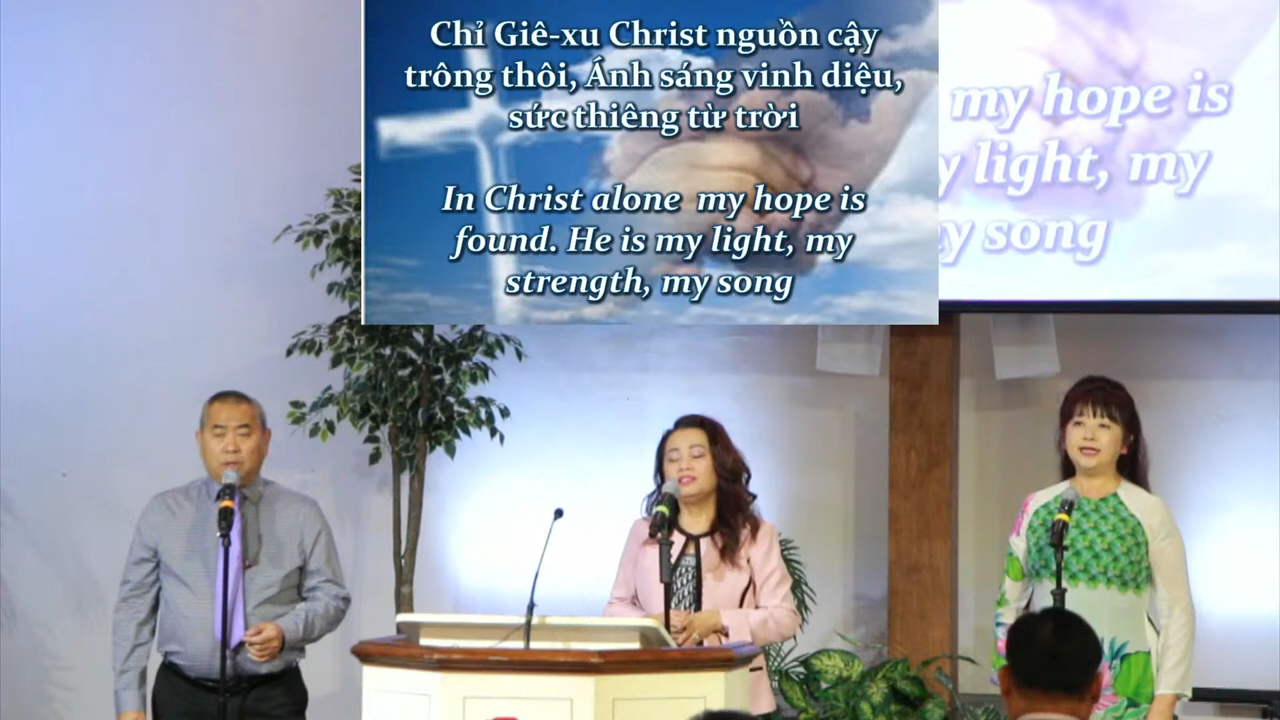 Chỉ Giê-xu Christ nguồn cậy
trông thôi, Ánh sáng vinh diệu,
sức thiêng từ trời
In Christ alone my hope is
found. He is my light, my
strength, my song
my hope is
y light, my
y song